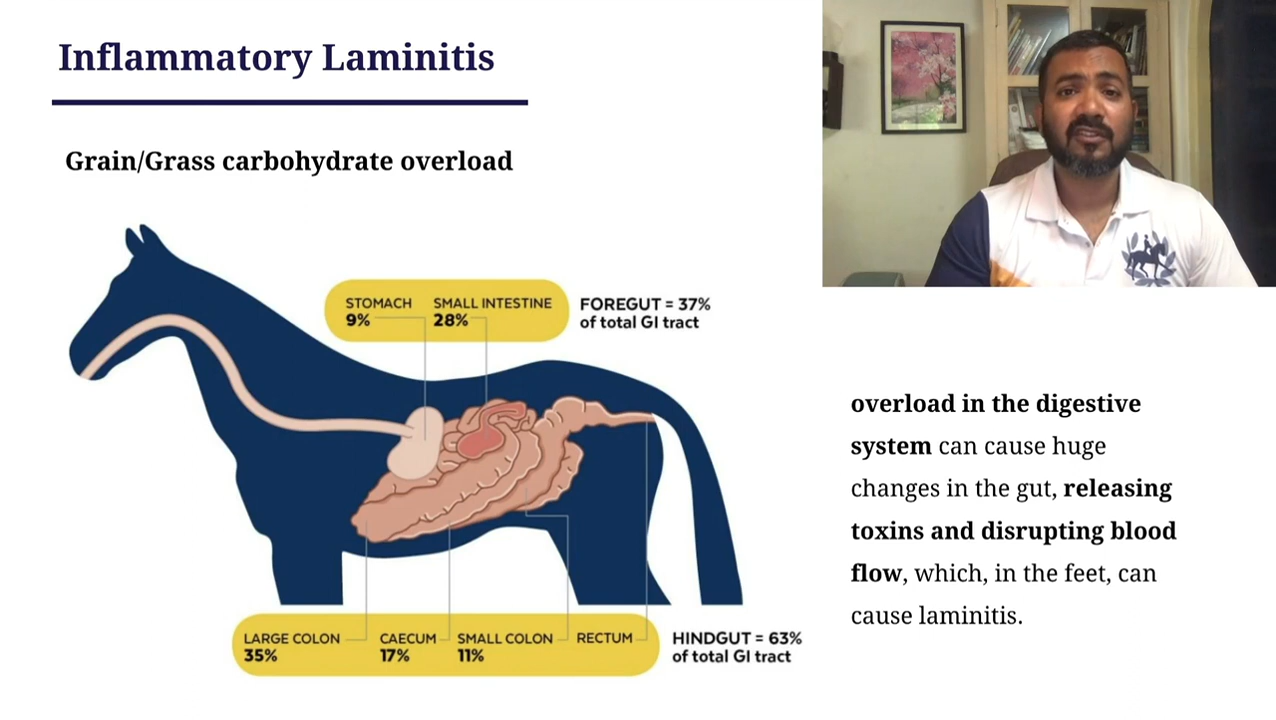 Inflammatory Laminitis
Grain/Grass carbohydrate overload
STOMACH
9%
SMALL INTESTINE
28%
FOREGUT = 37%
of total GI tract
LARGE COLON
35%
CAECUM
17%
SMALL COLON
11%
RECTUM
HINDGUT = 63%
of total GI tract
overload in the digestive
system can cause huge
changes in the gut, releasing
toxins and disrupting blood
flow, which, in the feet, can
cause laminitis.